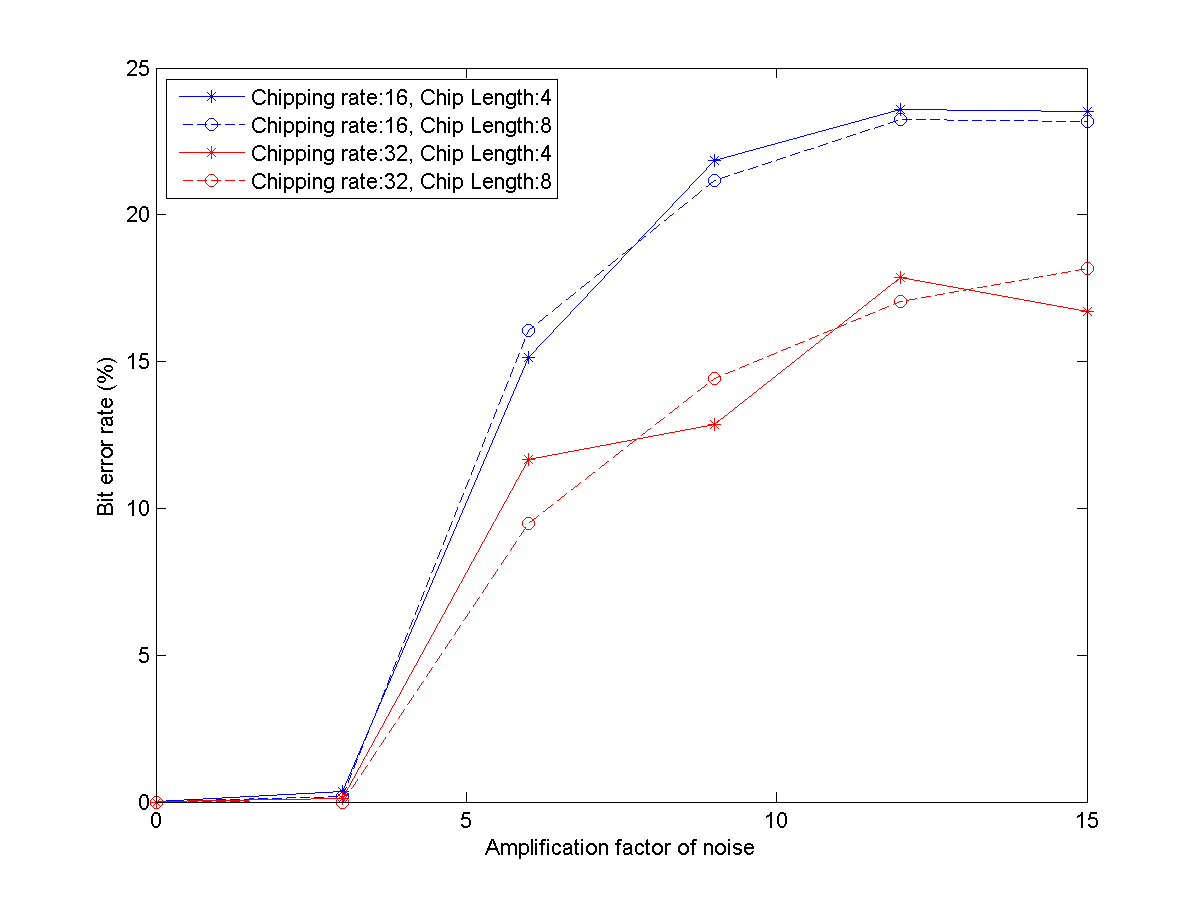 25
Chipping rate:16, Chip Length:4
Chipping rate:16, Chip Length:8
Chipping rate:32, Chip Length:4
Chipping rate:32, Chip Length:8
20
15
Bit error rate (%)
10
5
0
0 5 10 15
Amplification factor of noise